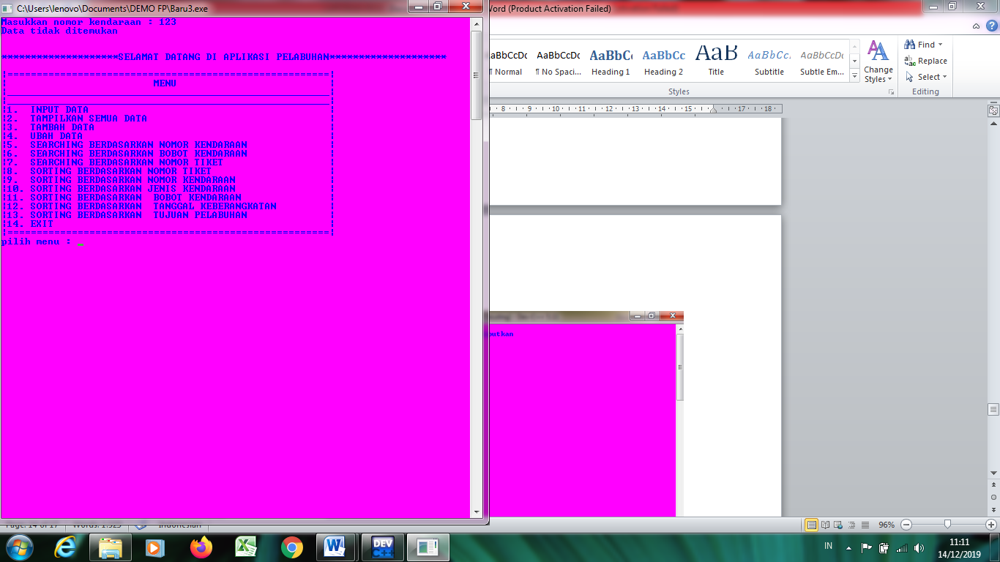 C:\Users\lenovo\Documents\DEMO FP\Baru3.exe
Masukkan nomor kendaraan : 123
Data tidak ditemukan
********************SELAMAT DATANG DI APLIKASI PELABUHAN********************
|=======================================================|
| MENU |
|_______________________________________________________|
|_______________________________________________________|
|1. INPUT DATA |
|2. TAMPILKAN SEMUA DATA |
|3. TAMBAH DATA |
|4. UBAH DATA |
|5. SEARCHING BERDASARKAN NOMOR KENDARAAN |
|6. SEARCHING BERDASARKAN BOBOT KENDARAAN |
|7. SEARCHING BERDASARKAN NOMOR TIKET |
|8. SORTING BERDASARKAN NOMOR TIKET |
|9. SORTING BERDASARKAN NOMOR KENDARAAN |
|10. SORTING BERDASARKAN JENIS KENDARAAN |
|11. SORTING BERDASARKAN BOBOT KENDARAAN |
|12. SORTING BERDASARKAN TANGGAL KEBERANGKATAN |
|13. SORTING BERDASARKAN TUJUAN PELABUHAN |
|14. EXIT |
|=======================================================|
pilih menu : _
Word (Product Activation Failed)
AaBbCcDc AaBbCcDc AaBbCc AaBbCc AaB AaBbCc. AaBbCcDc
Normal ¶ No Spaci... Heading 1 Heading 2 Title Subtitle Subtle Em...
Change Styles
Styles
Find
Replace
Select
Editing
8 9 10 11 12 13 14 15 17 18
putkan
Page: 14 of 17 Words: 1.523 Indonesian
96%
DEV C++
IN
11:11
14/12/2019